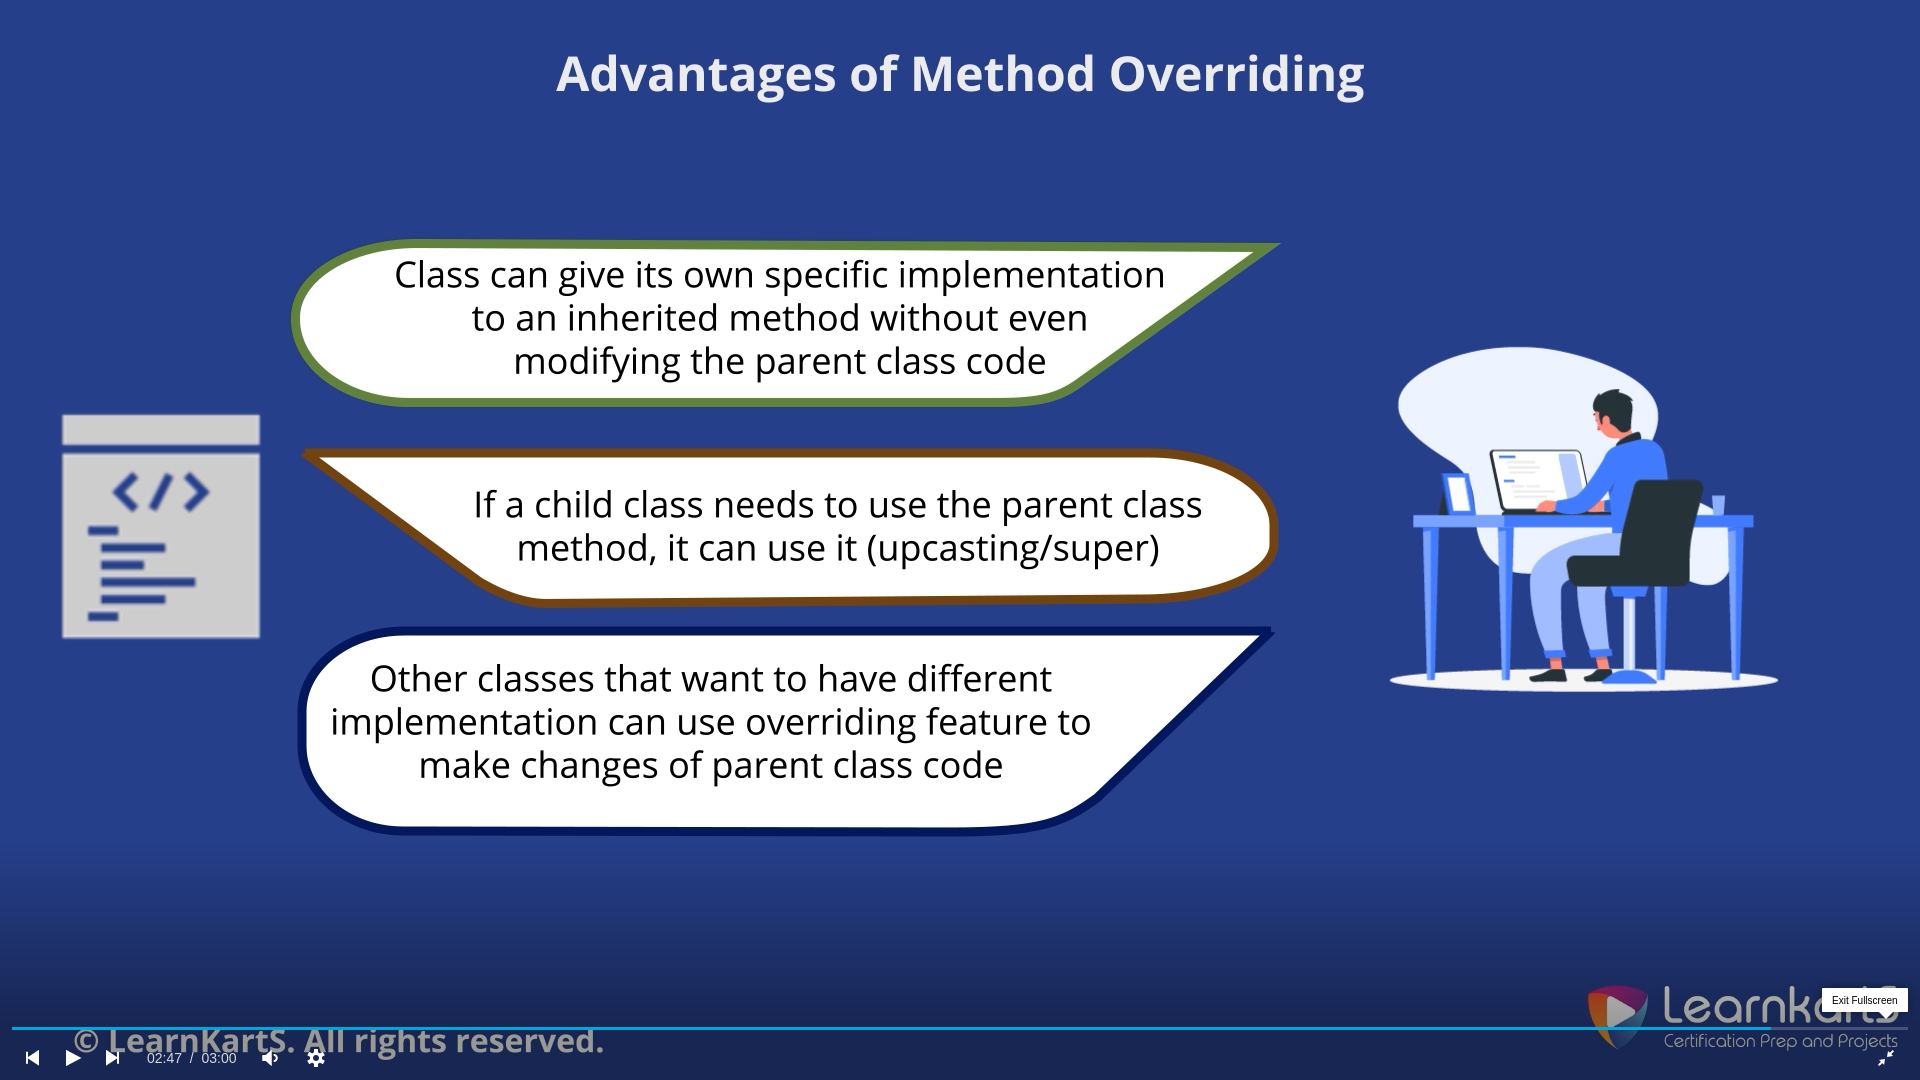 Advantages of Method Overriding
Class can give its own specific implementation
to an inherited method without even
modifying the parent class code
</>
If a child class needs to use the parent class
method, it can use it (upcasting/super)
Other classes that want to have different
implementation can use overriding feature to
make changes of parent class code
Exit Fullscreen
LearnkartS
Certification Prep and Projects
© LearnKartS. All rights reserved.
02:47 / 03:00